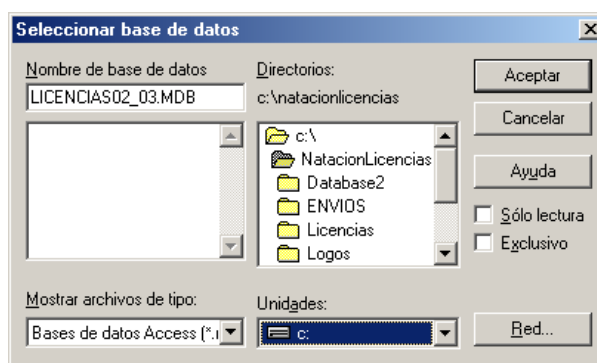 Seleccionar base de datos
Nombre de base de datos
LICENCIAS02_03.MDB
Directorios:
c:\natacionlicencias
c:\
NatacionLicencias
Database2
ENVIOS
Licencias
Logos
Aceptar
Cancelar
Ayuda
Sólo lectura
Exclusivo
Mostrar archivos de tipo:
Bases de datos Access (*.
Unidades:
c:
Red...